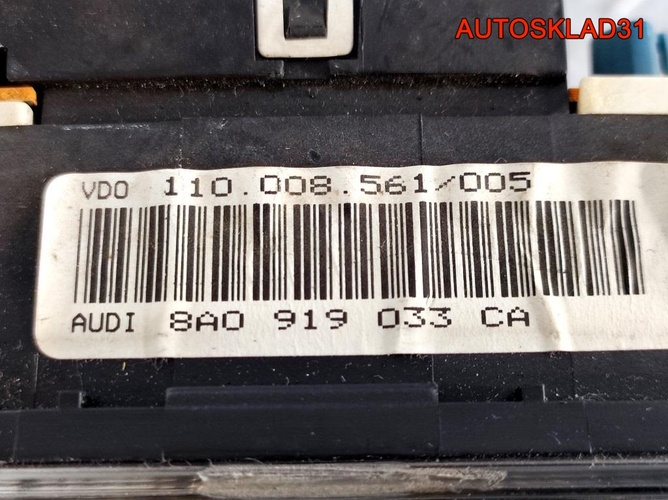 AUTOSKLAD31
VDO 110.008.561/005
AUDI 8A0 919 033 CA